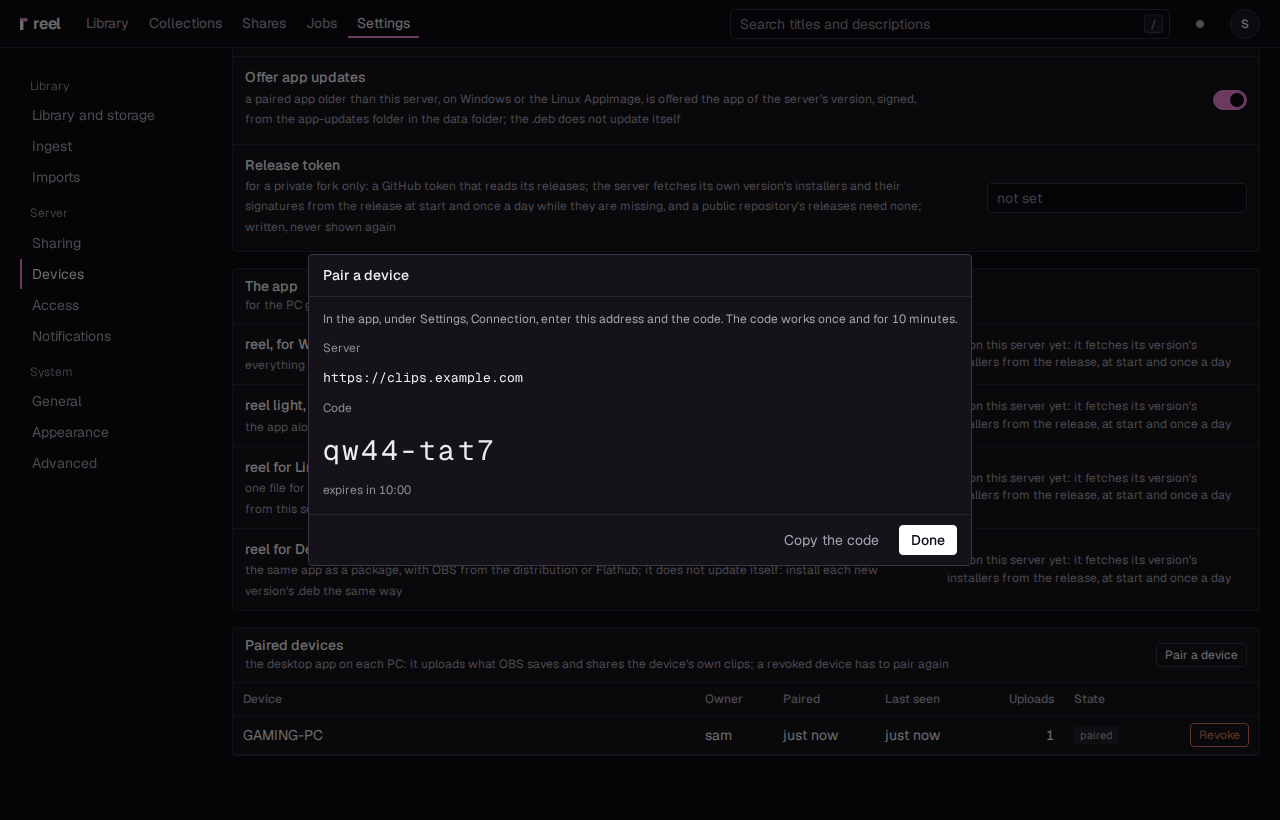 reel
Library
Collections
Shares
Jobs
Settings
Search titles and descriptions
/
S
Library
Library and storage
Ingest
Imports
Server
Sharing
Devices
Access
Notifications
System
General
Appearance
Advanced
Offer app updates
a paired app older than this server, on Windows or the Linux AppImage, is offered the app of the server's version, signed,
from the app-updates folder in the data folder; the .deb does not update itself
Release token
for a private fork only: a GitHub token that reads its releases; the server fetches its own version's installers and their
signatures from the release at start and once a day while they are missing, and a public repository's releases need none;
written, never shown again
not set
The app
for the PC
reel, for
everything
on this server yet: it fetches its version's
installers from the release, at start and once a day
reel light,
the app
on this server yet: it fetches its version's
installers from the release, at start and once a day
reel for
one file for
from this
on this server yet: it fetches its version's
installers from the release, at start and once a day
reel for
the same app as a package, with OBS from the distribution or Flathub; it does not update itself: install each new
version's .deb the same way
on this server yet: it fetches its version's
installers from the release, at start and once a day
Pair a device
In the app, under Settings, Connection, enter this address and the code. The code works once and for 10 minutes.
Server
https://clips.example.com
Code
qw44-tat7
expires in 10:00
Copy the code
Done
Paired devices
the desktop app on each PC: it uploads what OBS saves and shares the device's own clips; a revoked device has to pair again
Pair a device
Device
Owner
Paired
Last seen
Uploads
State
GAMING-PC
sam
just now
just now
1
paired
Revoke